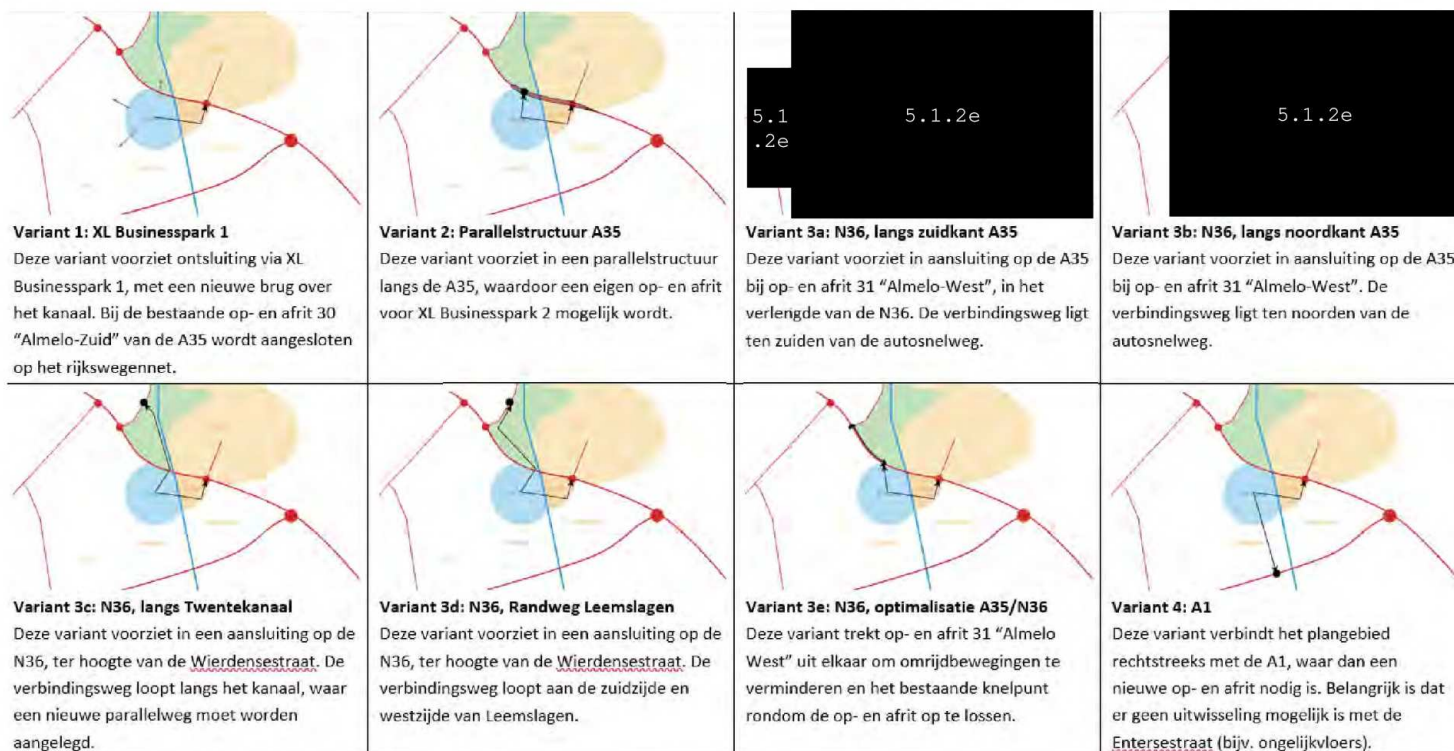 5.1
.2e
5.1.2e
5.1.2e
Variant 1: XL Businesspark 1
Deze variant voorziet ontsluiting via XL
Businesspark 1, met een nieuwe brug over
het kanaal. Bij de bestaande op- en afrit 30
“Almelo-Zuid” van de A35 wordt aangesloten
op het rijkswegennet.
Variant 2: Parallelstructuur A35
Deze variant voorziet in een parallelstructuur
langs de A35, waardoor een eigen op- en afrit
voor XL Businesspark 2 mogelijk wordt.
Variant 3a: N36, langs zuidkant A35
Deze variant voorziet in aansluiting op de A35
bij op- en afrit 31 “Almelo-West”, in het
verlengde van de N36. De verbindingsweg ligt
ten zuiden van de autosnelweg.
Variant 3b: N36, langs noordkant A35
Deze variant voorziet in aansluiting op de A35
bij op- en afrit 31 “Almelo-West”. De
verbindingsweg ligt ten noorden van de
autosnelweg.
Variant 3c: N36, langs Twentekanaal
Deze variant voorziet in een aansluiting op de
N36, ter hoogte van de Wierdensestraat. De
verbindingsweg loopt langs het kanaal, waar
een nieuwe parallelweg moet worden
aangelegd.
Variant 3d: N36, Randweg Leemslagen
Deze variant voorziet in een aansluiting op de
N36, ter hoogte van de Wierdensestraat. De
verbindingsweg loopt aan de zuidzijde en
westzijde van Leemslagen.
Variant 3e: N36, optimalisatie A35/N36
Deze variant trekt op- en afrit 31 “Almelo
West” uit elkaar om omrijdbewegingen te
verminderen en het bestaande knelpunt
rondom de op- en afrit op te lossen.
Variant 4: A1
Deze variant verbindt het plangebied
rechtstreeks met de A1, waar dan een
nieuwe op- en afrit nodig is. Belangrijk is dat
er geen uitwisseling mogelijk is met de
Entersestraat (bijv. ongelijkvloers).